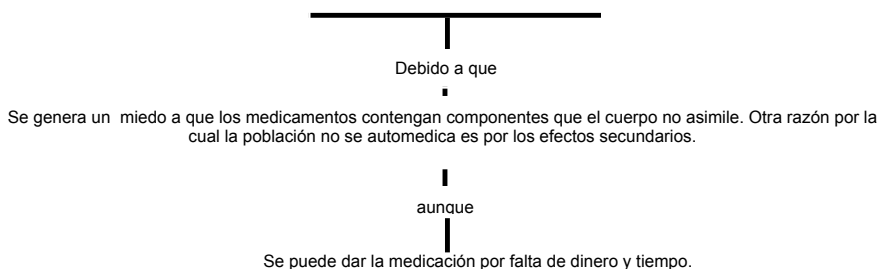 Debido a que
Se genera un miedo a que los medicamentos contengan componentes que el cuerpo no asimile. Otra razón por la
cual la población no se automedica es por los efectos secundarios.
aunque
Se puede dar la medicación por falta de dinero y tiempo.